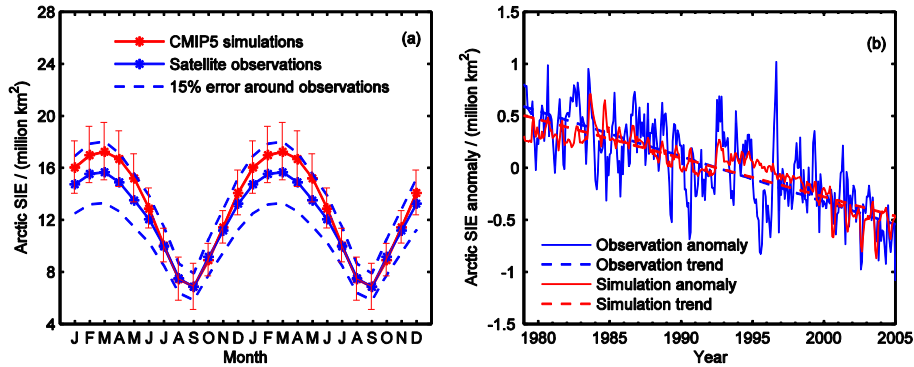 (a)
CMIP5 simulations
Satellite observations
15% error around observations
Arctic SIE / (million km²)
28
24
20
16
12
8
4
J F M A M J J A S O N D J F M A M J J A S O N D
Month
(b)
Arctic SIE anomaly / (million km²)
1.5
1
0.5
0
-0.5
-1
-1.5
Observation anomaly
Observation trend
Simulation anomaly
Simulation trend
1980 1985 1990 1995 2000 2005
Year